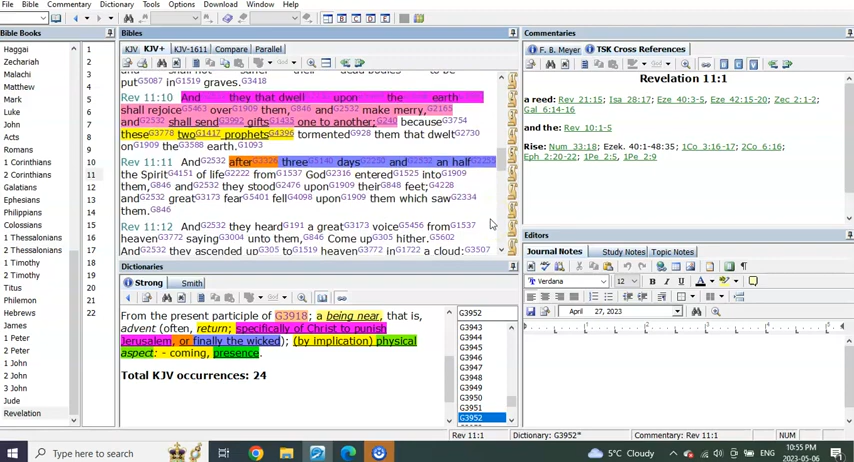 File View Bible Commentary Dictionary Tools Options Download Window Help
B C D E
Bible Books
Haggai 1
Zechariah 2
Malachi 3
Matthew 4
Mark 5
Luke 6
John 7
Acts 8
Romans 9
1 Corinthians 10
2 Corinthians 11
Galatians 12
Ephesians 13
Philippians 14
Colossians 15
1 Thessalonians 16
2 Thessalonians 17
1 Timothy 18
2 Timothy 19
Titus 20
Philemon 21
Hebrews 22
James
1 Peter
2 Peter
1 John
2 John
3 John
Jude
Revelation
Bibles
KJV KJV+ KJV-1611 Compare Parallel
put G5087 in G1519 graves. G3418
Rev 11:10 And they that dwell upon the earth
shall rejoice G5463 over G1909 them, G846 and G2532 make merry, G2165
and G2532 shall send G3992 gifts G1435 one to another; G240 because G3754
these G3778 two G1417 prophets G4396 tormented G928 them that dwelt G2730
on G1909 the G3588 earth. G1093
Rev 11:11 And G2532 after G3326 three G5140 days G2250 and G2532 an half G2255
the Spirit G4151 of life G2222 from G1537 God G2316 entered G1525 into G1909
them, G846 and G2532 they stood G2476 upon G1909 their G848 feet; G4228
and G2532 great G3173 fear G5401 fell G4098 upon G1909 them which saw G2334
them. G846
Rev 11:12 And G2532 they heard G191 a great G3173 voice G5456 from G1537
heaven G3772 saying G3004 unto them, G846 Come up G305 hither. G5602
And G2532 they ascended up G305 to G1519 heaven G3772 in G1722 a cloud: G3507
Dictionaries
Strong Smith
From the present participle of G3918; a being near, that is,
advent (often, return; specifically of Christ to punish
Jerusalem, or finally the wicked); (by implication) physical
aspect: - coming, presence.
Total KJV occurrences: 24
G3952
G3943
G3944
G3945
G3946
G3947
G3948
G3949
G3950
G3951
G3952
Commentaries
F. B. Meyer TSK Cross References
Revelation 11:1
a reed: Rev 21:15; Isa 28:17; Eze 40:3-5, Eze 42:15-20; Zec 2:1-2;
Gal 6:14-16
and the: Rev 10:1-5
Rise: Num 33:18; Ezek. 40:1-48:35; 1Co 3:16-17; 2Co 6:16;
Eph 2:20-22; 1Pe 2:5, 1Pe 2:9
Editors
Journal Notes Study Notes Topic Notes
Verdana 12 B I U A
April 27, 2023
1 2 3 4 5
Rev 11:1 Dictionary: G3952* Commentary: Rev 11:1 NUM
Type here to search
5°C Cloudy ENG 10:55 PM
2023-05-06